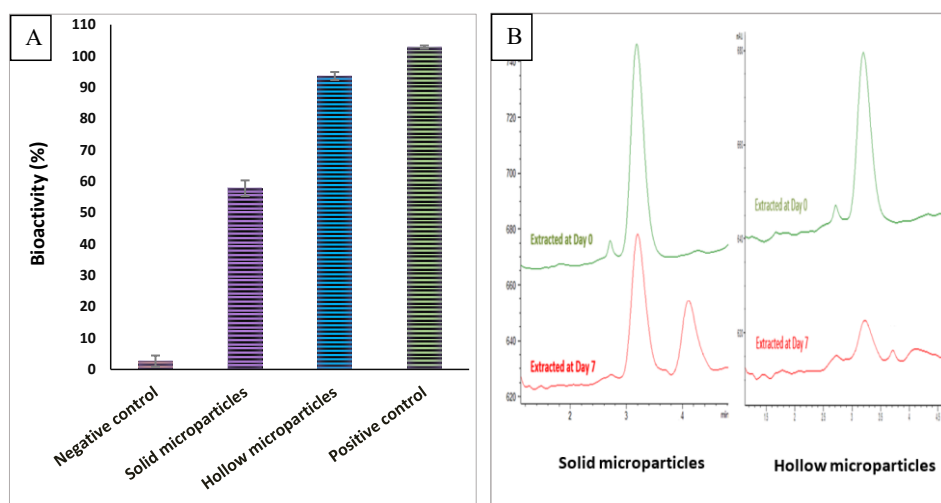 A
110
100
90
80
70
60
50
40
30
20
10
0
Bioactivity (%)
Negative control
Solid microparticles
Hollow microparticles
Positive control
B
740
720
700
680
660
640
620
Extracted at Day 0
Extracted at Day 7
2
3
4
min
Solid microparticles
Extracted at Day 0
Extracted at Day 7
Hollow microparticles